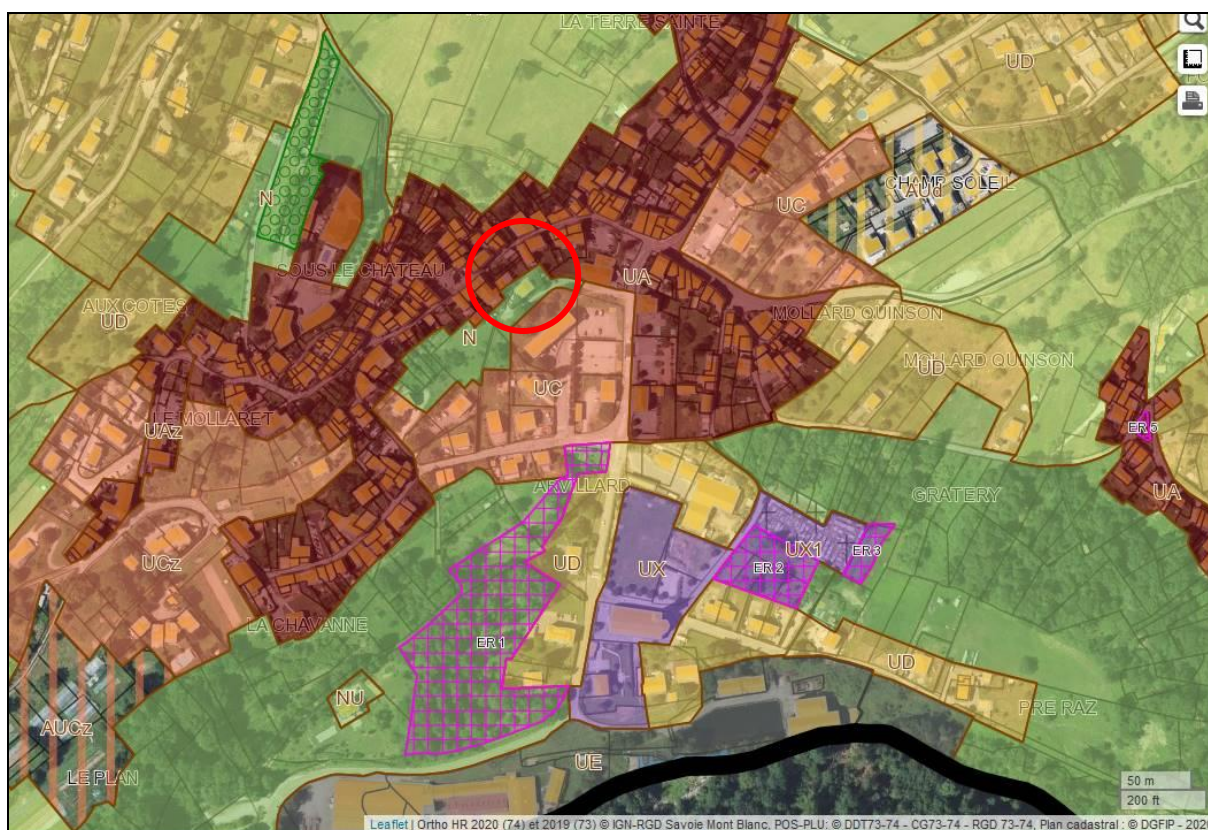 LA TERRE SAINTE
UD
CHAMP SOLEIL
AUd
N
UC
SOUS LE CHATEAU
UA
AUX COTES
UD
MOLLARD QUINSON
N
MOLLARD QUINSON
UD
UC
LE MOLLARET
UAz
ER 5
ARVILLARD
GRATERY
UA
UX1
ER 3
UCz
UD
UX
ER 2
LA CHAVANNE
ER 1
UD
NU
PRE RAZ
AUCz
UE
LE PLAN
50 m
200 ft
Leaflet | Ortho HR 2020 (74) et 2019 (73) © IGN-RGD Savoie Mont Blanc, POS-PLU: © DDT73-74 - CG73-74 - RGD 73-74, Plan cadastral : © DGFIP - 202